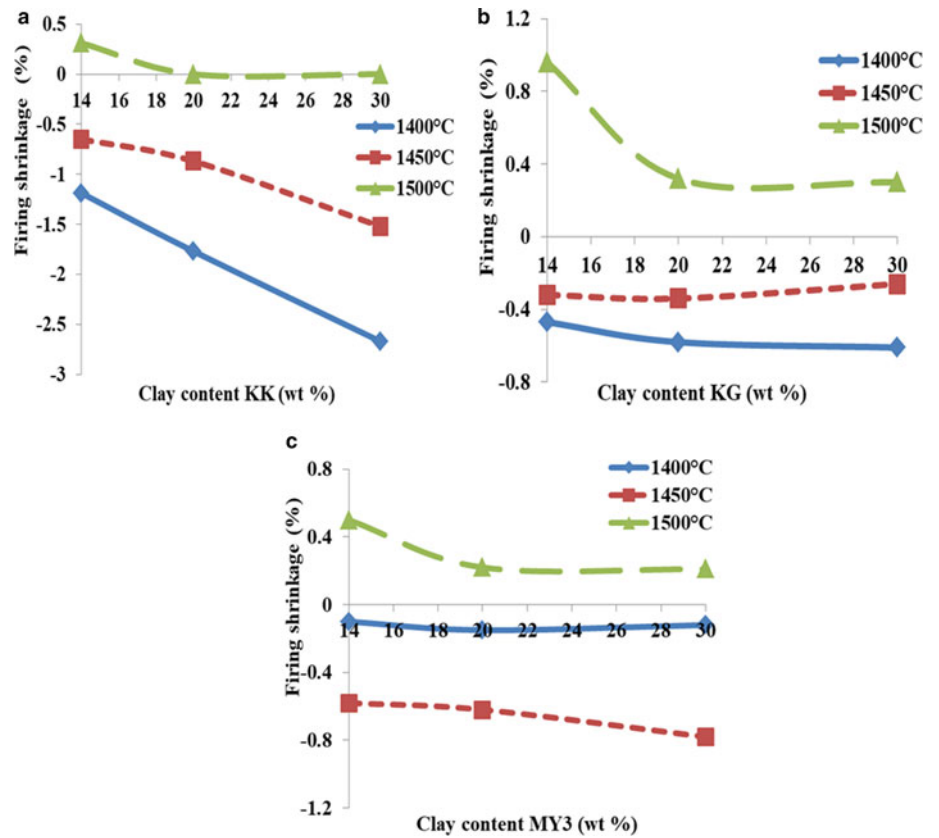 a
Firing shrinkage (%)
0.5
0
-0.5
-1
-1.5
-2
-2.5
-3
14 16 18 20 22 24 26 28 30
1400°C
1450°C
1500°C
Clay content KK (wt %)
b
Firing shrinkage (%)
1.2
0.8
0.4
0
-0.4
-0.8
14 16 18 20 22 24 26 28 30
1400°C
1450°C
1500°C
Clay content KG (wt %)
c
Firing shrinkage (%)
0.8
0.4
0
-0.4
-0.8
-1.2
14 16 18 20 22 24 26 28 30
1400°C
1450°C
1500°C
Clay content MY3 (wt %)